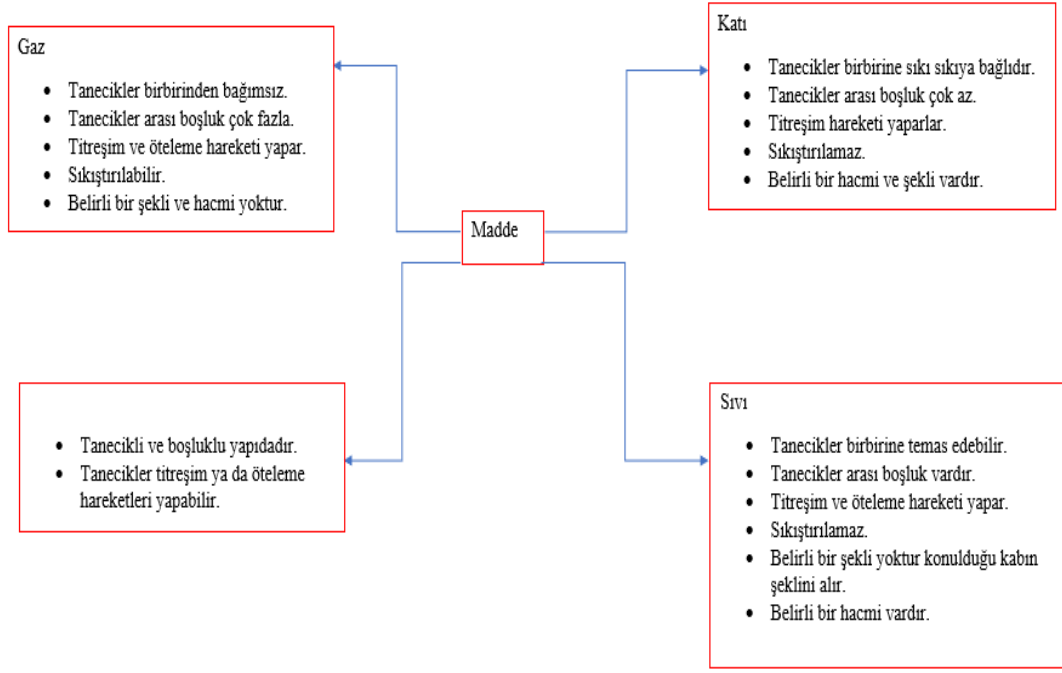 Gaz
• Tanecikler birbirinden bağımsız.
• Tanecikler arası boşluk çok fazla.
• Titreşim ve öteleme hareketi yapar.
• Sıkıştırılabilir.
• Belirli bir şekli ve hacmi yoktur.
Katı
• Tanecikler birbirine sıkı sıkıya bağlıdır.
• Tanecikler arası boşluk çok az.
• Titreşim hareketi yaparlar.
• Sıkıştırılamaz.
• Belirli bir hacmi ve şekli vardır.
Madde
• Tanecikli ve boşluklu yapıdadır.
• Tanecikler titreşim ya da öteleme
hareketleri yapabilir.
Sıvı
• Tanecikler birbirine temas edebilir.
• Tanecikler arası boşluk vardır.
• Titreşim ve öteleme hareketi yapar.
• Sıkıştırılamaz.
• Belirli bir şekli yoktur konulduğu kabın
şeklini alır.
• Belirli bir hacmi vardır.